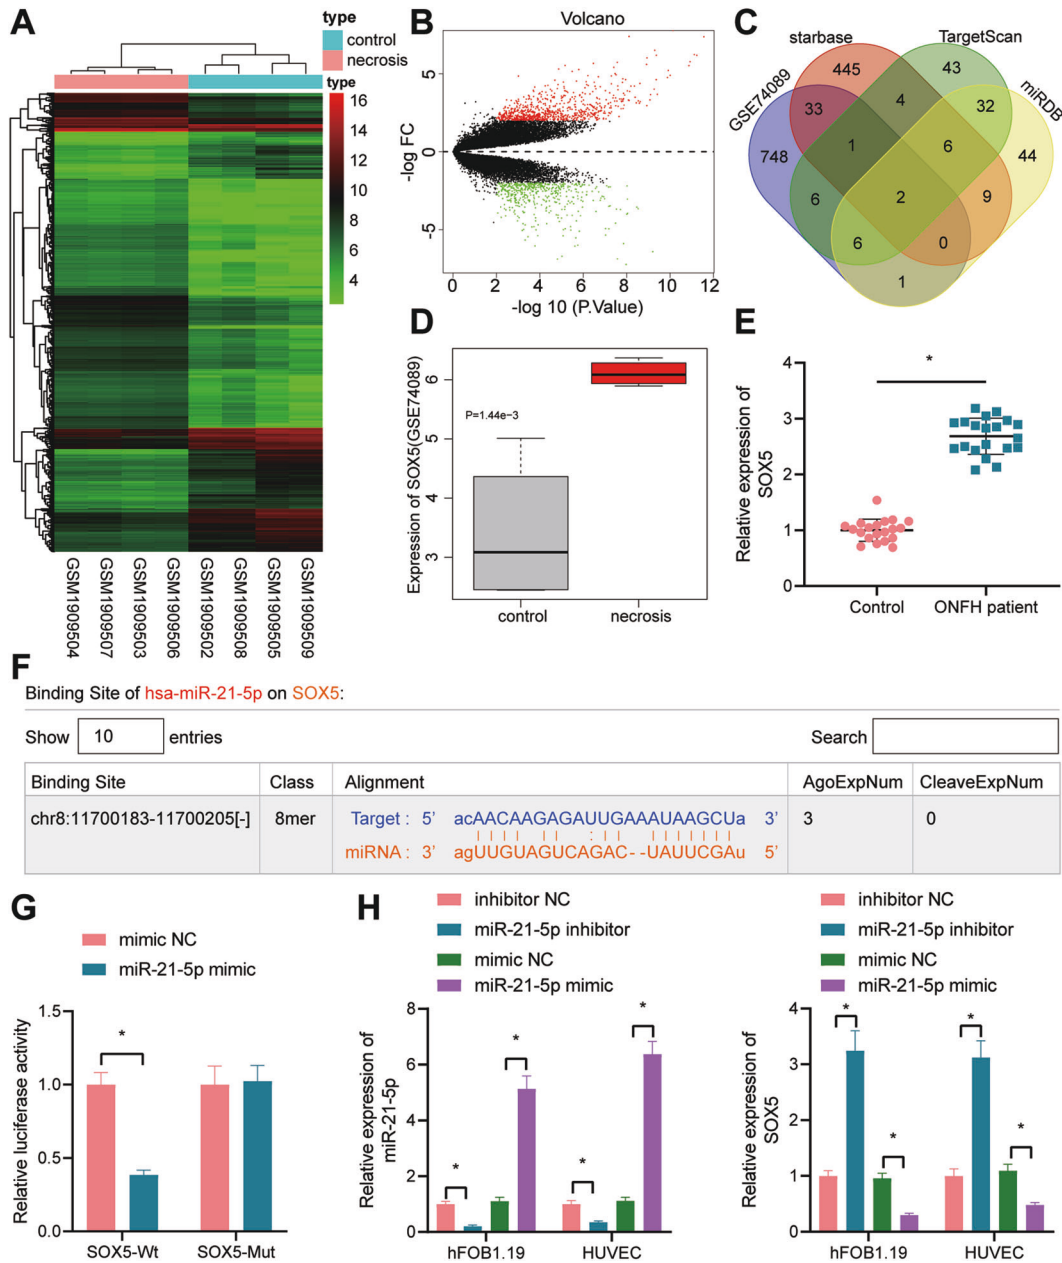 A
type
control
necrosis
type
16
14
12
10
8
6
4
GSM1909504
GSM1909507
GSM1909503
GSM1909506
GSM1909502
GSM1909508
GSM1909505
GSM1909509
B
Volcano
-log FC
5
0
-5
0 2 4 6 8 10 12
-log 10 (P.Value)
C
starbase
TargetScan
GSE74089
miRDB
445
43
33
4
32
748
1
6
44
6
2
9
6
0
1
D
Expression of SOX5(GSE74089)
6
5
4
3
P=1.44e−3
control necrosis
E
Relative expression of
SOX5
4
3
2
1
0
*
Control ONFH patient
F
Binding Site of hsa-miR-21-5p on SOX5:
Show 10 entries
Search
Binding Site Class Alignment AgoExpNum CleaveExpNum
chr8:11700183-11700205[-] 8mer Target : 5’ acAACAAGAGAUUGAAAUAAGCUa 3’ 3 0
miRNA : 3’ agUUGUAGUCAGAC--UAUUCGAu 5’
G
mimic NC
miR-21-5p mimic
Relative luciferase activity
1.5
1.0
0.5
0.0
*
SOX5-Wt SOX5-Mut
H
inhibitor NC
miR-21-5p inhibitor
mimic NC
miR-21-5p mimic
Relative expression of
miR-21-5p
8
6
4
2
0
*
*
*
*
hFOB1.19 HUVEC
inhibitor NC
miR-21-5p inhibitor
mimic NC
miR-21-5p mimic
Relative expression of
SOX5
4
3
2
1
0
*
*
*
*
hFOB1.19 HUVEC